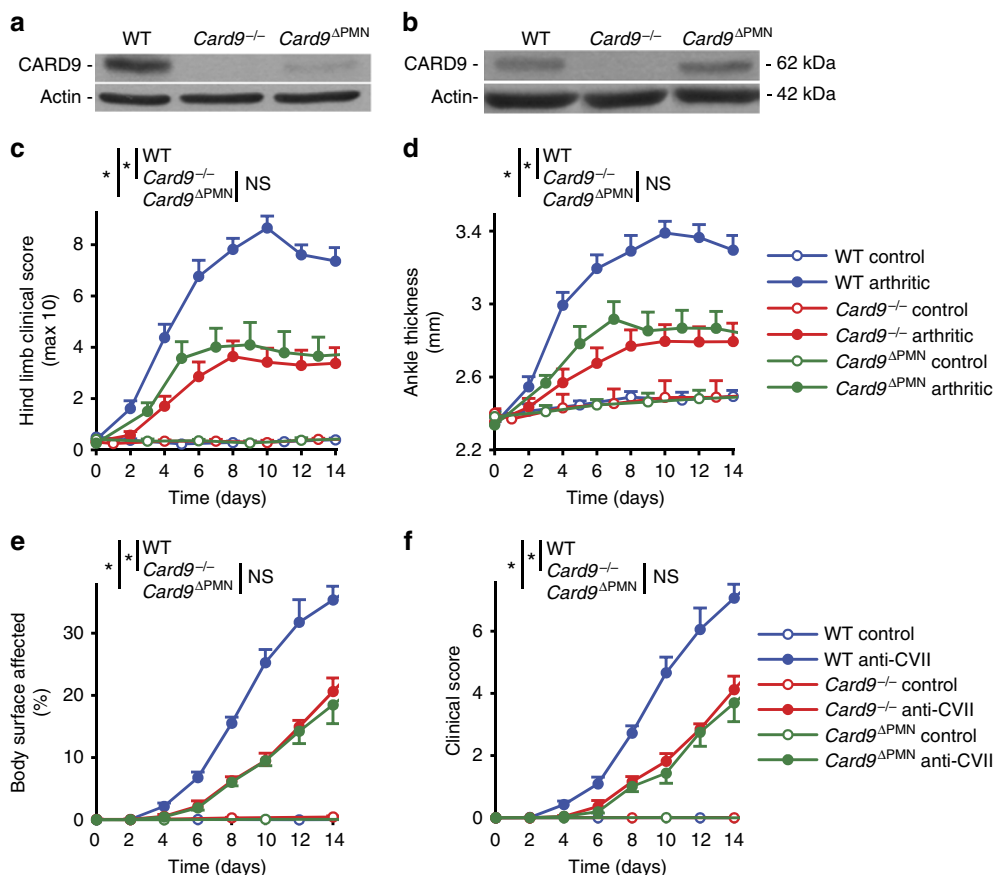 a
WT Card9⁻/⁻ Card9ΔPMN
CARD9 -
Actin -
b
WT Card9⁻/⁻ Card9ΔPMN
CARD9 - - 62 kDa
Actin- - 42 kDa
c
* * WT
Card9⁻/⁻
Card9ΔPMN NS
Hind limb clinical score
(max 10)
8
6
4
2
0
0 2 4 6 8 10 12 14
Time (days)
d
* * WT
Card9⁻/⁻
Card9ΔPMN NS
Ankle thickness
(mm)
3.4
3
2.6
2.2
0 2 4 6 8 10 12 14
Time (days)
WT control
WT arthritic
Card9⁻/⁻ control
Card9⁻/⁻ arthritic
Card9ΔPMN control
Card9ΔPMN arthritic
e
* * WT
Card9⁻/⁻
Card9ΔPMN NS
Body surface affected
(%)
30
20
10
0
0 2 4 6 8 10 12 14
Time (days)
f
* * WT
Card9⁻/⁻
Card9ΔPMN NS
Clinical score
6
4
2
0
0 2 4 6 8 10 12 14
Time (days)
WT control
WT anti-CVII
Card9⁻/⁻ control
Card9⁻/⁻ anti-CVII
Card9ΔPMN control
Card9ΔPMN anti-CVII